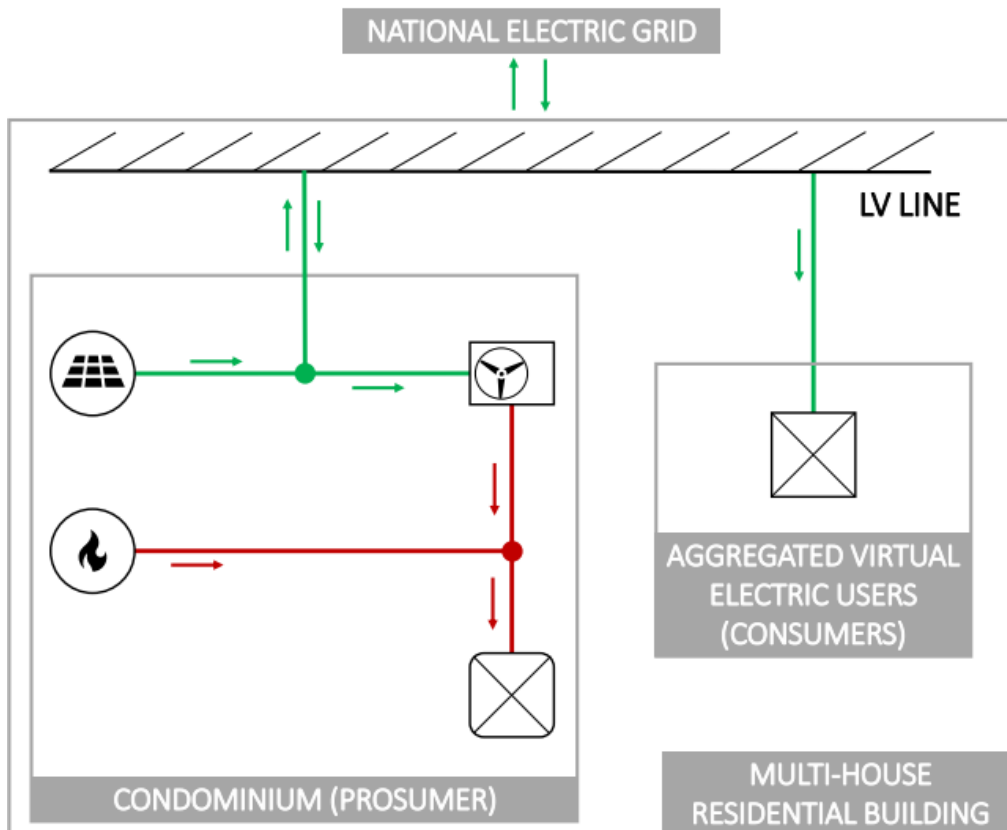 NATIONAL ELECTRIC GRID
LV LINE
AGGREGATED VIRTUAL
ELECTRIC USERS
(CONSUMERS)
CONDOMINIUM (PROSUMER)
MULTI-HOUSE
RESIDENTIAL BUILDING